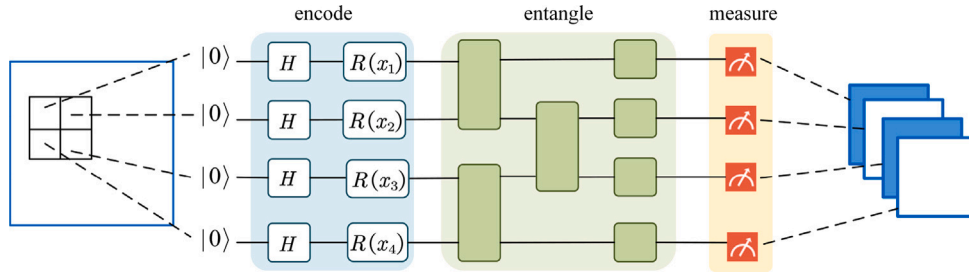 encode entangle measure
|0⟩ H R(x₁)
|0⟩ H R(x₂)
|0⟩ H R(x₃)
|0⟩ H R(x₄)